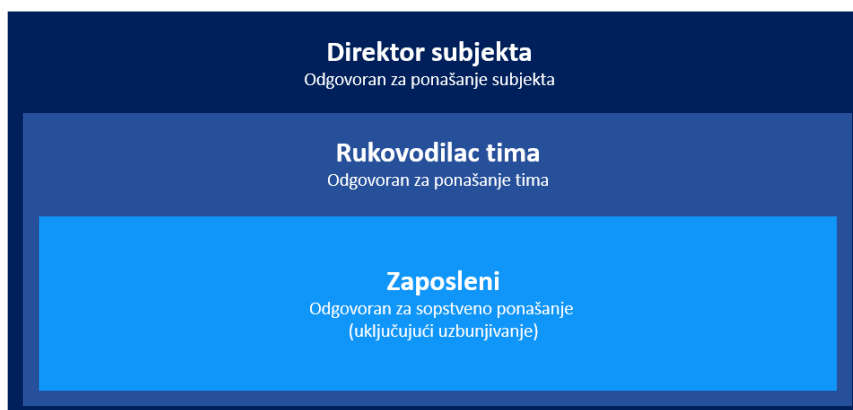 Direktor subjekta
Odgovoran za ponašanje subjekta
Rukovodilac tima
Odgovoran za ponašanje tima
Zaposleni
Odgovoran za sopstveno ponašanje
(uključujući uzbunjivanje)